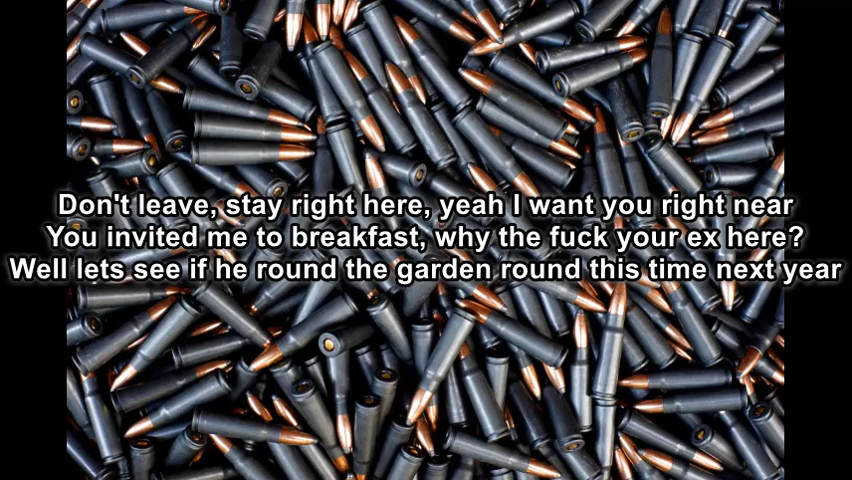 Don't leave, stay right here, yeah I want you right near
You invited me to breakfast, why the fuck your ex here?
Well lets see if he round the garden round this time next year